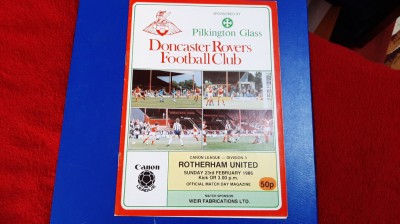 SPONSORED BY
Pilkington Glass
Doncaster Rovers
Football Club
CANON LEAGUE — DIVISION 3
ROTHERHAM UNITED
SUNDAY 23rd FEBRUARY 1986
Kick Off 3.00 p.m.
OFFICIAL MATCH DAY MAGAZINE
50p
Canon
MATCH SPONSOR
WEIR FABRICATIONS LTD.